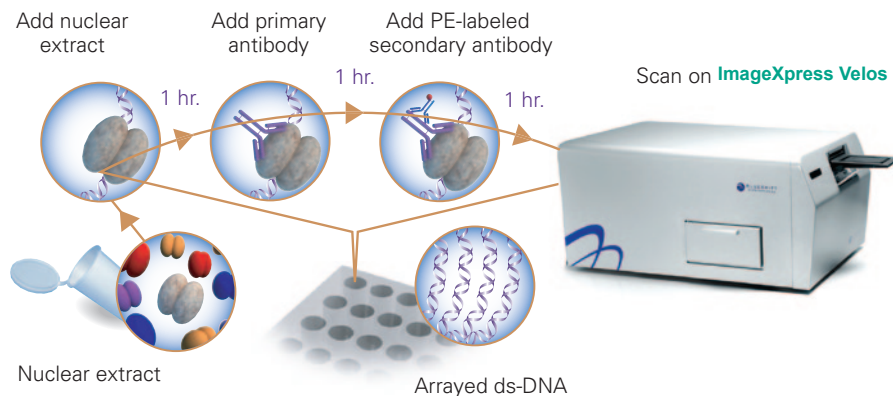 Add nuclear
extract
Add primary
antibody
Add PE-labeled
secondary antibody
1 hr.
1 hr.
1 hr.
Scan on ImageXpress Velos
BLUESHIFT
Nuclear extract
Arrayed ds-DNA